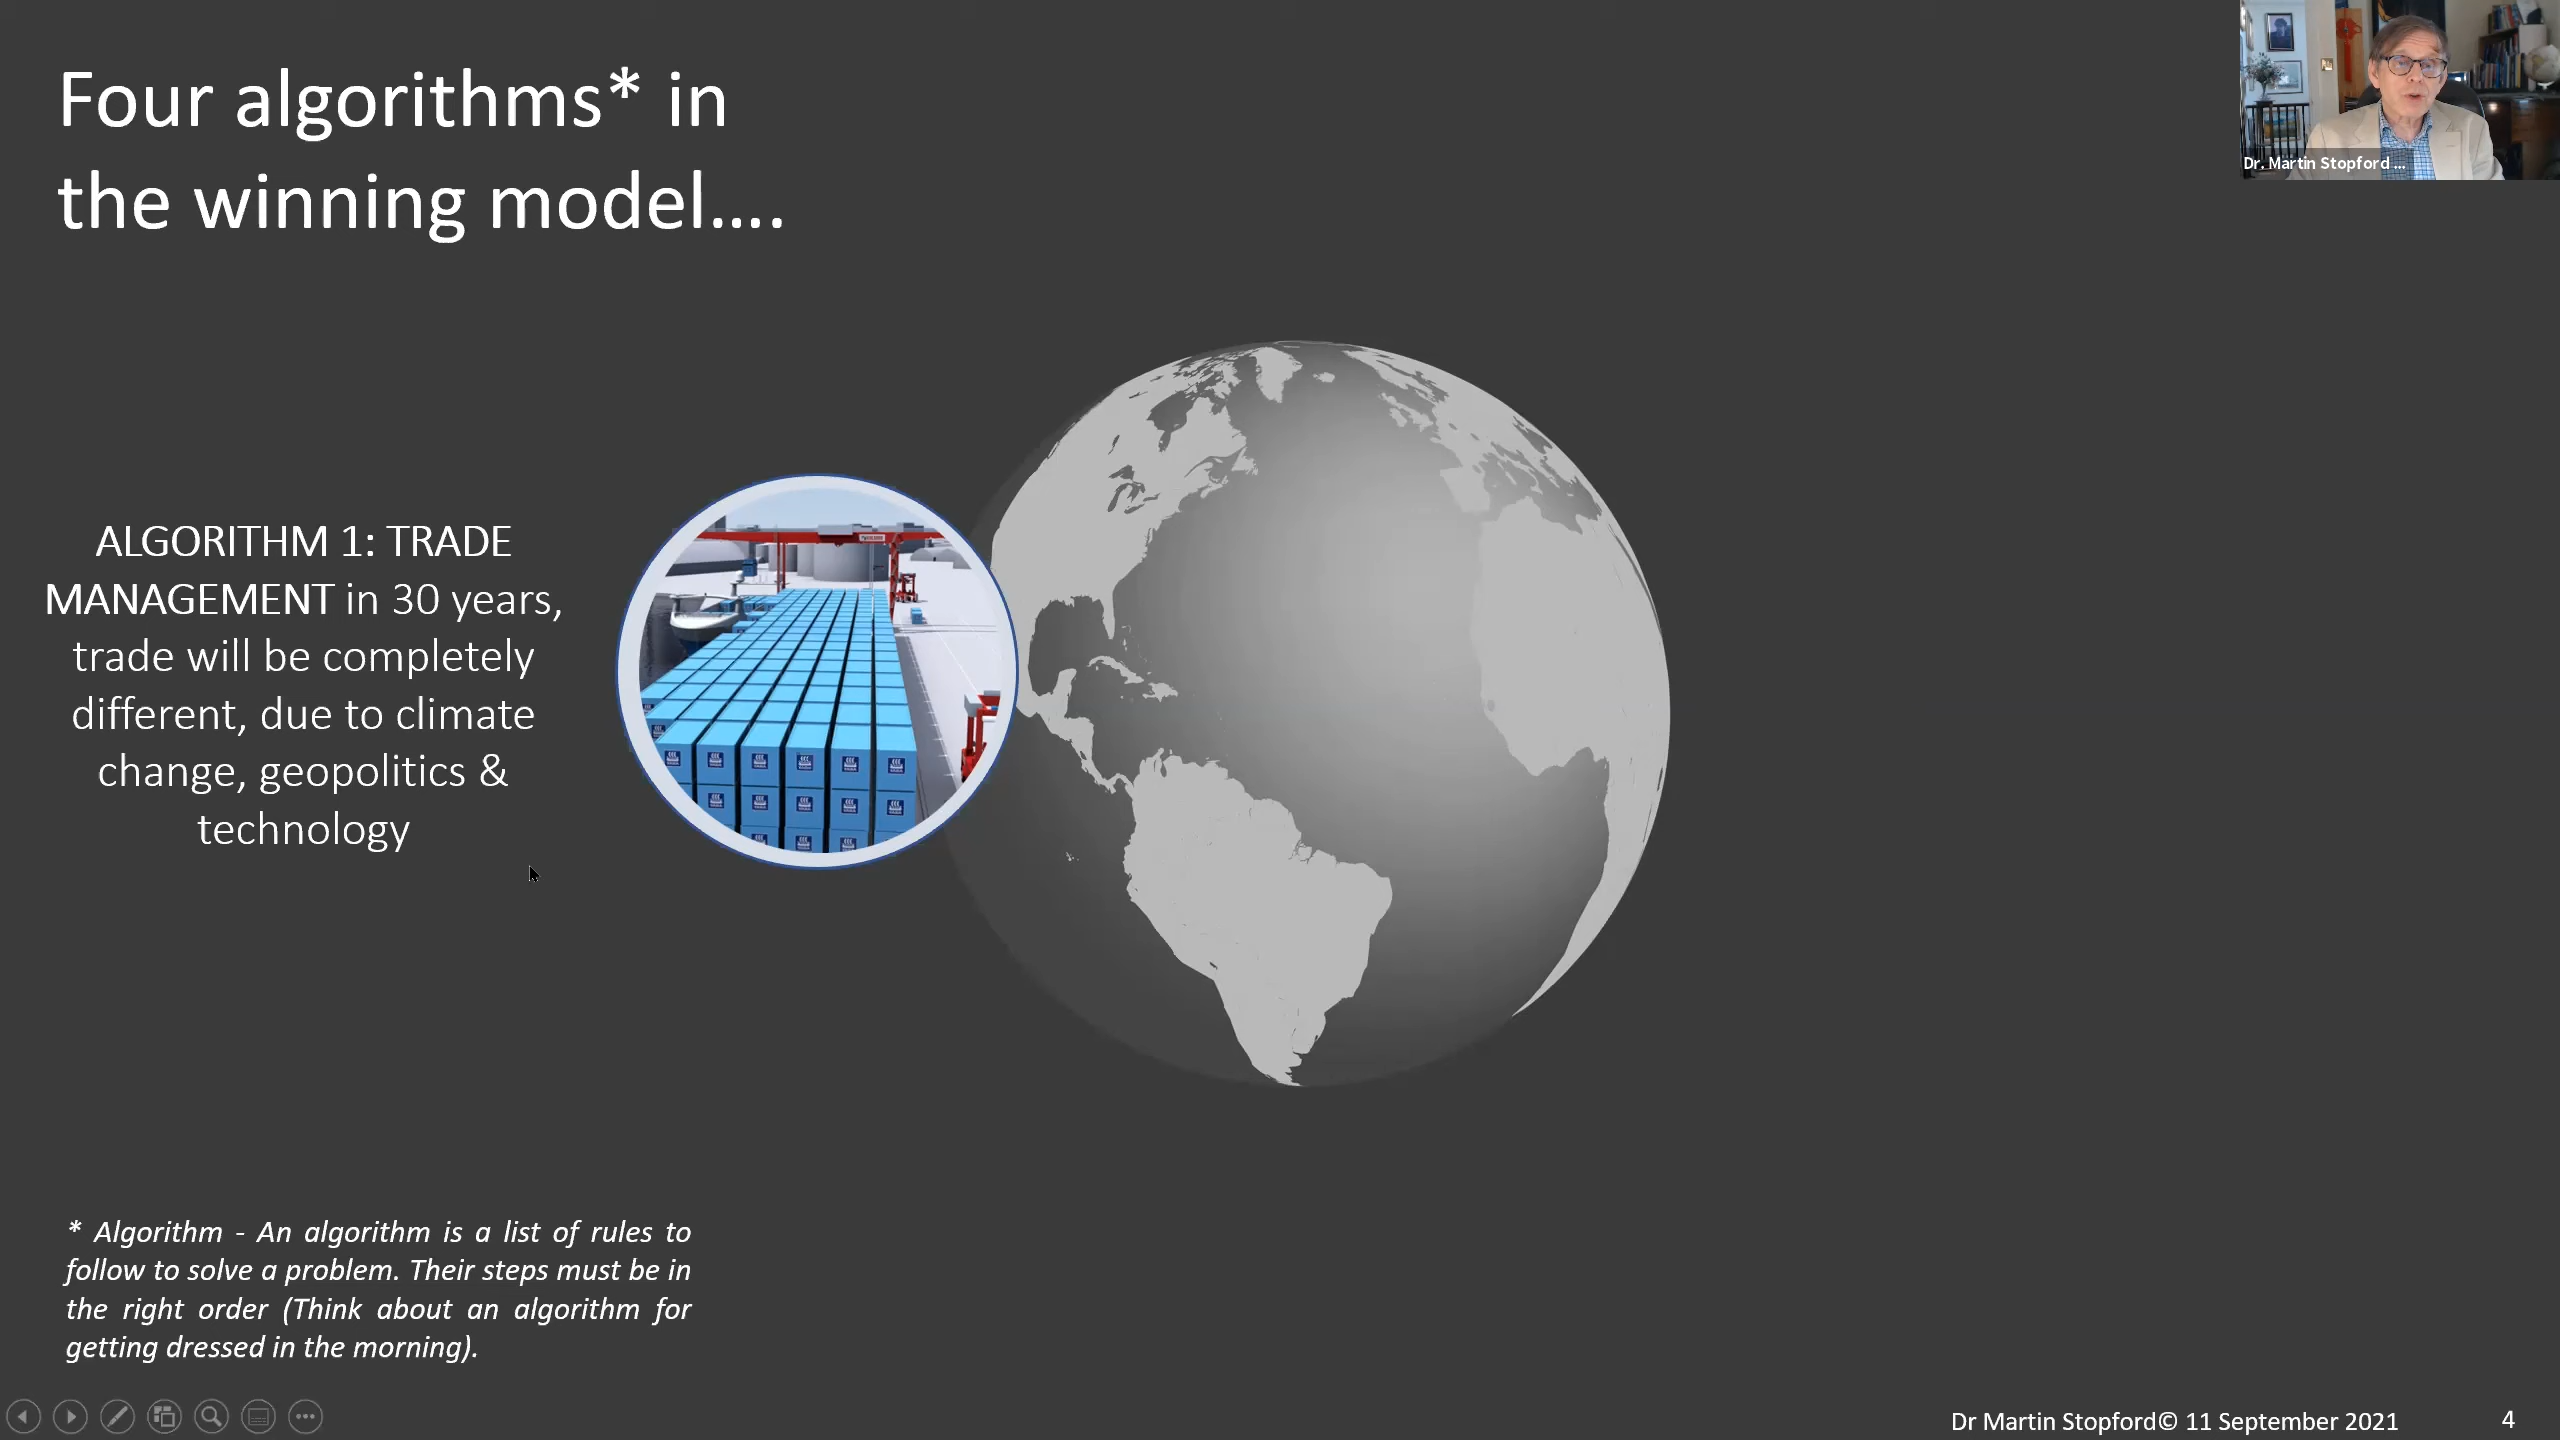 Four algorithms* in
the winning model....
Dr. Martin Stopford ...
ALGORITHM 1: TRADE
MANAGEMENT in 30 years,
trade will be completely
different, due to climate
change, geopolitics &
technology
* Algorithm - An algorithm is a list of rules to
follow to solve a problem. Their steps must be in
the right order (Think about an algorithm for
getting dressed in the morning).
Dr Martin Stopford© 11 September 2021
4